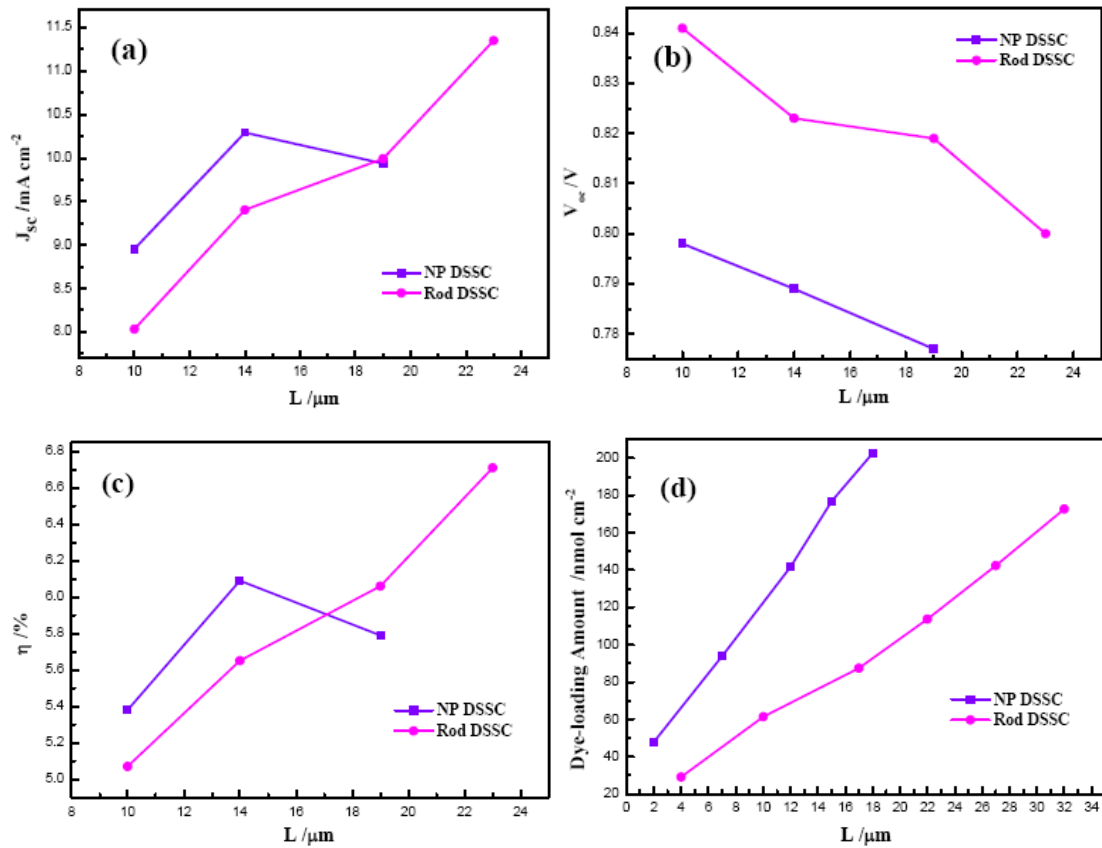 (a)
J_SC /mA cm^-2
11.5
11.0
10.5
10.0
9.5
9.0
8.5
8.0
NP DSSC
Rod DSSC
8 10 12 14 16 18 20 22 24
L /μm
(b)
V_oc /V
0.84
0.83
0.82
0.81
0.80
0.79
0.78
NP DSSC
Rod DSSC
8 10 12 14 16 18 20 22 24
L /μm
(c)
η /%
6.8
6.6
6.4
6.2
6.0
5.8
5.6
5.4
5.2
5.0
NP DSSC
Rod DSSC
8 10 12 14 16 18 20 22 24
L /μm
(d)
Dye-loading Amount /nmol cm^-2
200
180
160
140
120
100
80
60
40
20
NP DSSC
Rod DSSC
0 2 4 6 8 10 12 14 16 18 20 22 24 26 28 30 32 34
L /μm